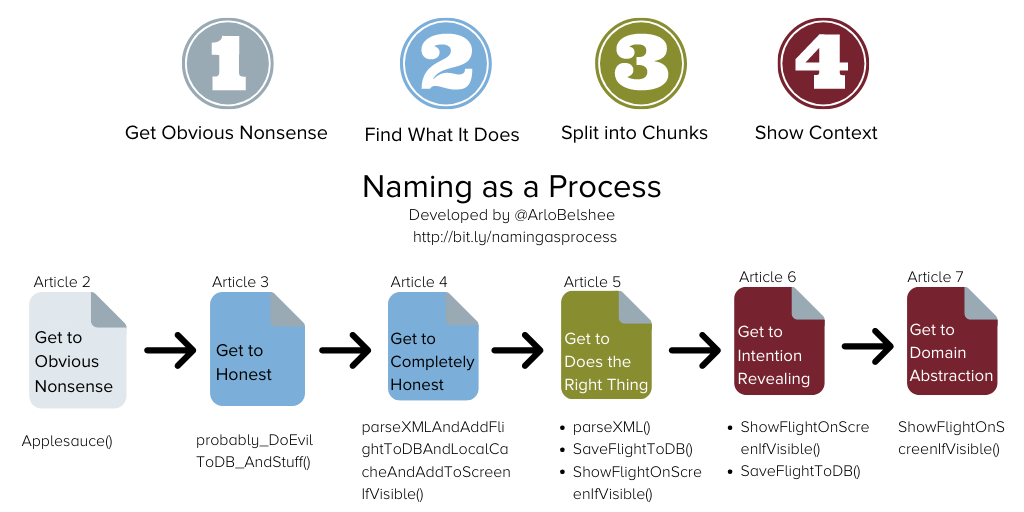 1
2
3
4
Get Obvious Nonsense
Find What It Does
Split into Chunks
Show Context
Naming as a Process
Developed by @ArloBelshee
http://bit.ly/namingasprocess
Article 2
Get to
Obvious
Nonsense
Applesauce()
Article 3
Get to
Honest
probably_DoEvil
ToDB_AndStuff()
Article 4
Get to
Completely
Honest
parseXMLAndAddFli
ghtToDBAndLocalCa
cheAndAddToScreen
IfVisible()
Article 5
Get to
Does the
Right Thing
• parseXML()
• SaveFlightToDB()
• ShowFlightOnScre
enIfVisible()
Article 6
Get to
Intention
Revealing
• ShowFlightOnScre
enIfVisible()
• SaveFlightToDB()
Article 7
Get to
Domain
Abstraction
ShowFlightOnS
creenIfVisible()